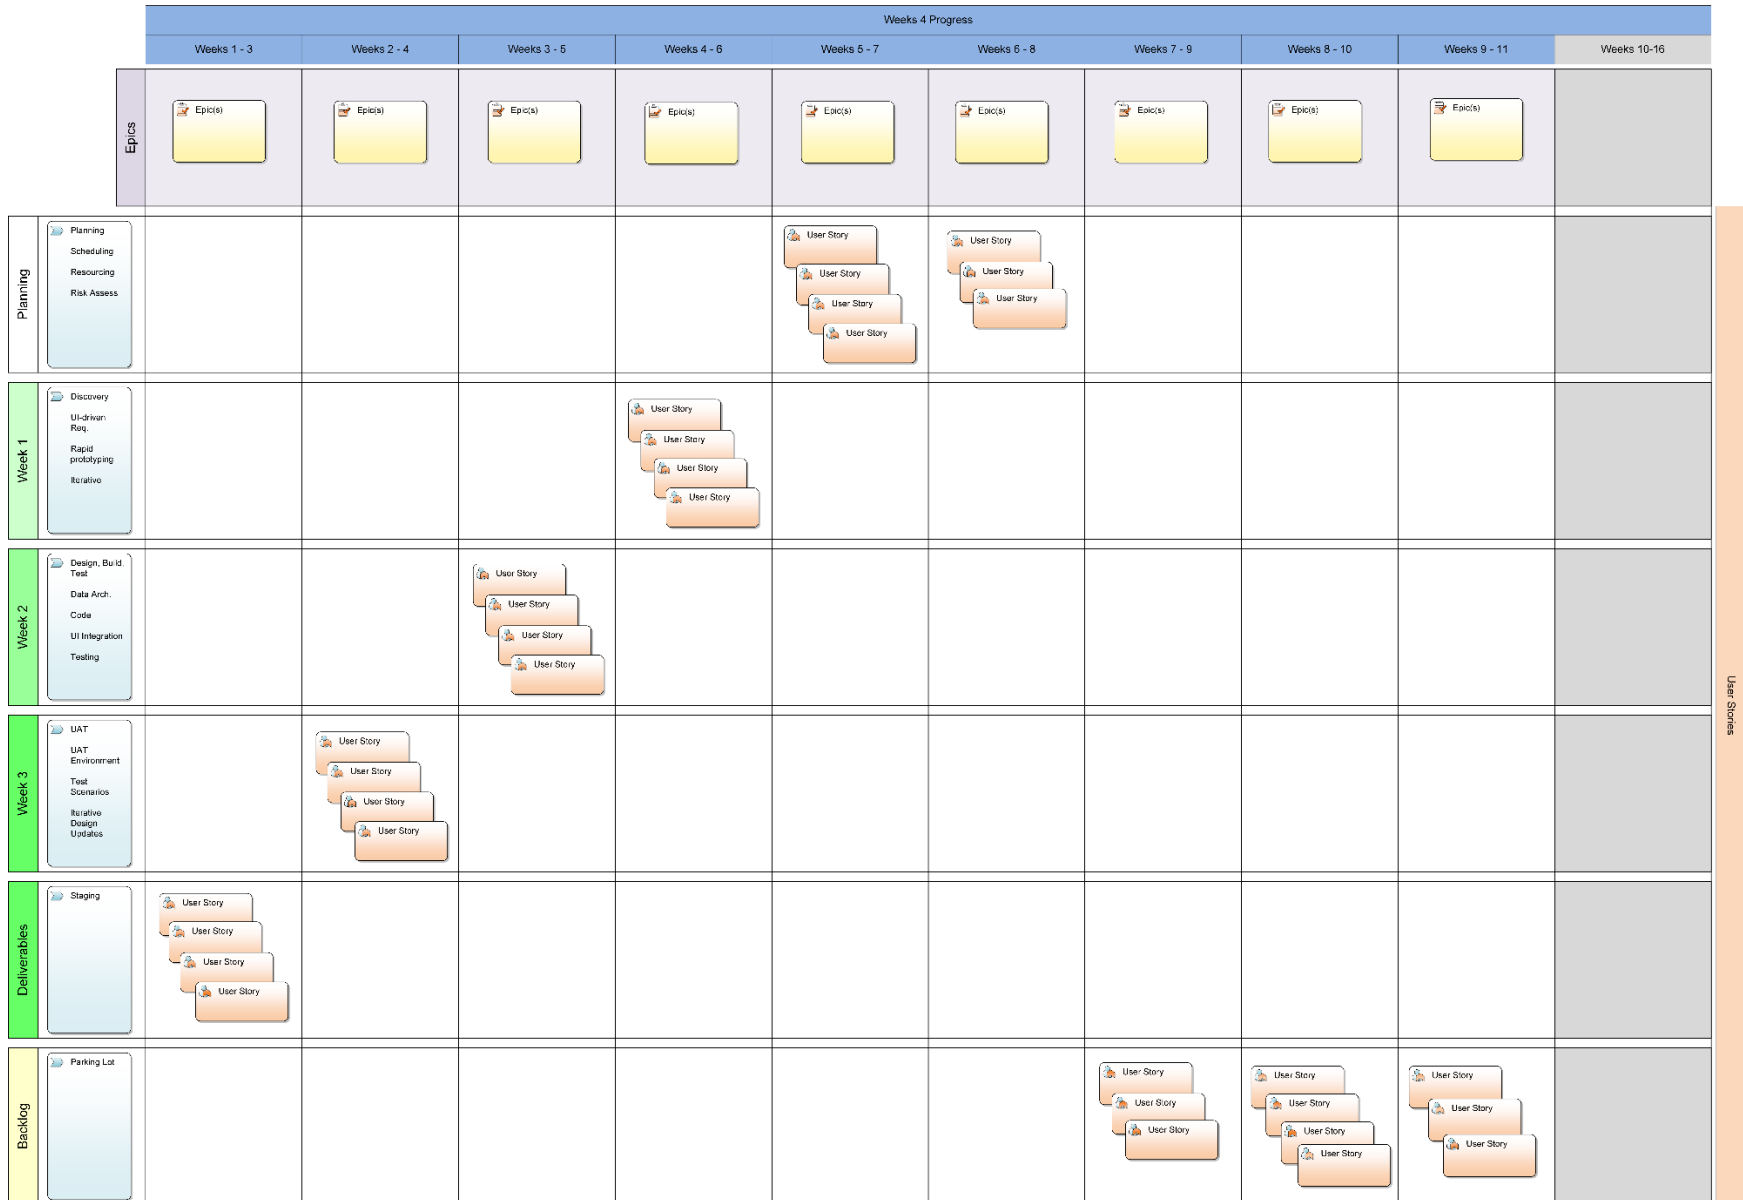 Weeks 4 Progress
Weeks 1 - 3
Weeks 2 - 4
Weeks 3 - 5
Weeks 4 - 6
Weeks 5 - 7
Weeks 6 - 8
Weeks 7 - 9
Weeks 8 - 10
Weeks 9 - 11
Weeks 10-16
Epics
Epic(s)
Epic(s)
Epic(s)
Epic(s)
Epic(s)
Epic(s)
Epic(s)
Epic(s)
Epic(s)
User Stories
Planning
Planning
Scheduling
Resourcing
Risk Assess
User Story
User Story
User Story
User Story
User Story
User Story
User Story
Week 1
Discovery
UI-driven
Req.
Rapid
prototyping
Iterative
User Story
User Story
User Story
User Story
Week 2
Design, Build,
Test
Data Arch.
Code
UI Integration
Testing
User Story
User Story
User Story
User Story
Week 3
UAT
UAT
Environment
Test
Scenarios
Iterative
Design
Updates
User Story
User Story
User Story
User Story
Deliverables
Staging
User Story
User Story
User Story
User Story
Backlog
Parking Lot
User Story
User Story
User Story
User Story
User Story
User Story
User Story
User Story
User Story
User Story